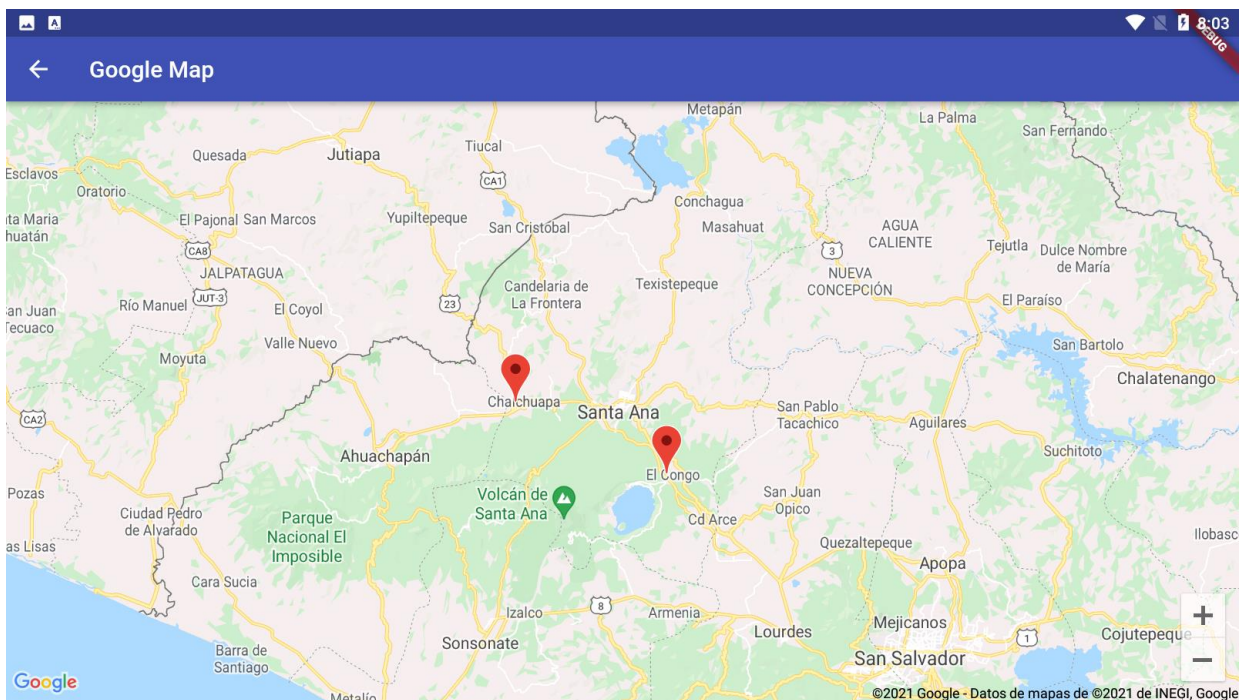 8:03
DEBUG
Google Map
Metapán
La Palma
San Fernando
Tiucal
Quesada
Jutiapa
Esclavos
CA1
Oratorio
Conchagua
ta Maria
huatán
El Pajonal
San Marcos
Yupiltepeque
San Cristóbal
Masahuat
AGUA
CALIENTE
3
Tejutla
Dulce Nombre
de María
CA8
JALPATAGUA
NUEVA
CONCEPCIÓN
Candelaria de
La Frontera
Texistepeque
JUT-3
Río Manuel
El Coyol
23
El Paraíso
an Juan
Tecuaco
Valle Nuevo
San Bartolo
Moyuta
Chalatenango
Chalchuapa
Santa Ana
San Pablo
Tacachico
CA2
Aguilares
Ahuachapán
Suchitoto
El Congo
Pozas
Volcán de
Santa Ana
San Juan
Opico
Ciudad Pedro
de Alvarado
Parque
Nacional El
Imposible
Cd Arce
Ilobasc
as Lisas
Quezaltepeque
Apopa
Cara Sucia
Izalco
8
Armenia
+
Mejicanos
Lourdes
1
Cojutepeque
Sonsonate
Barra de
Santiago
San Salvador
−
Google
Metalío
©2021 Google - Datos de mapas de ©2021 de INEGI, Google